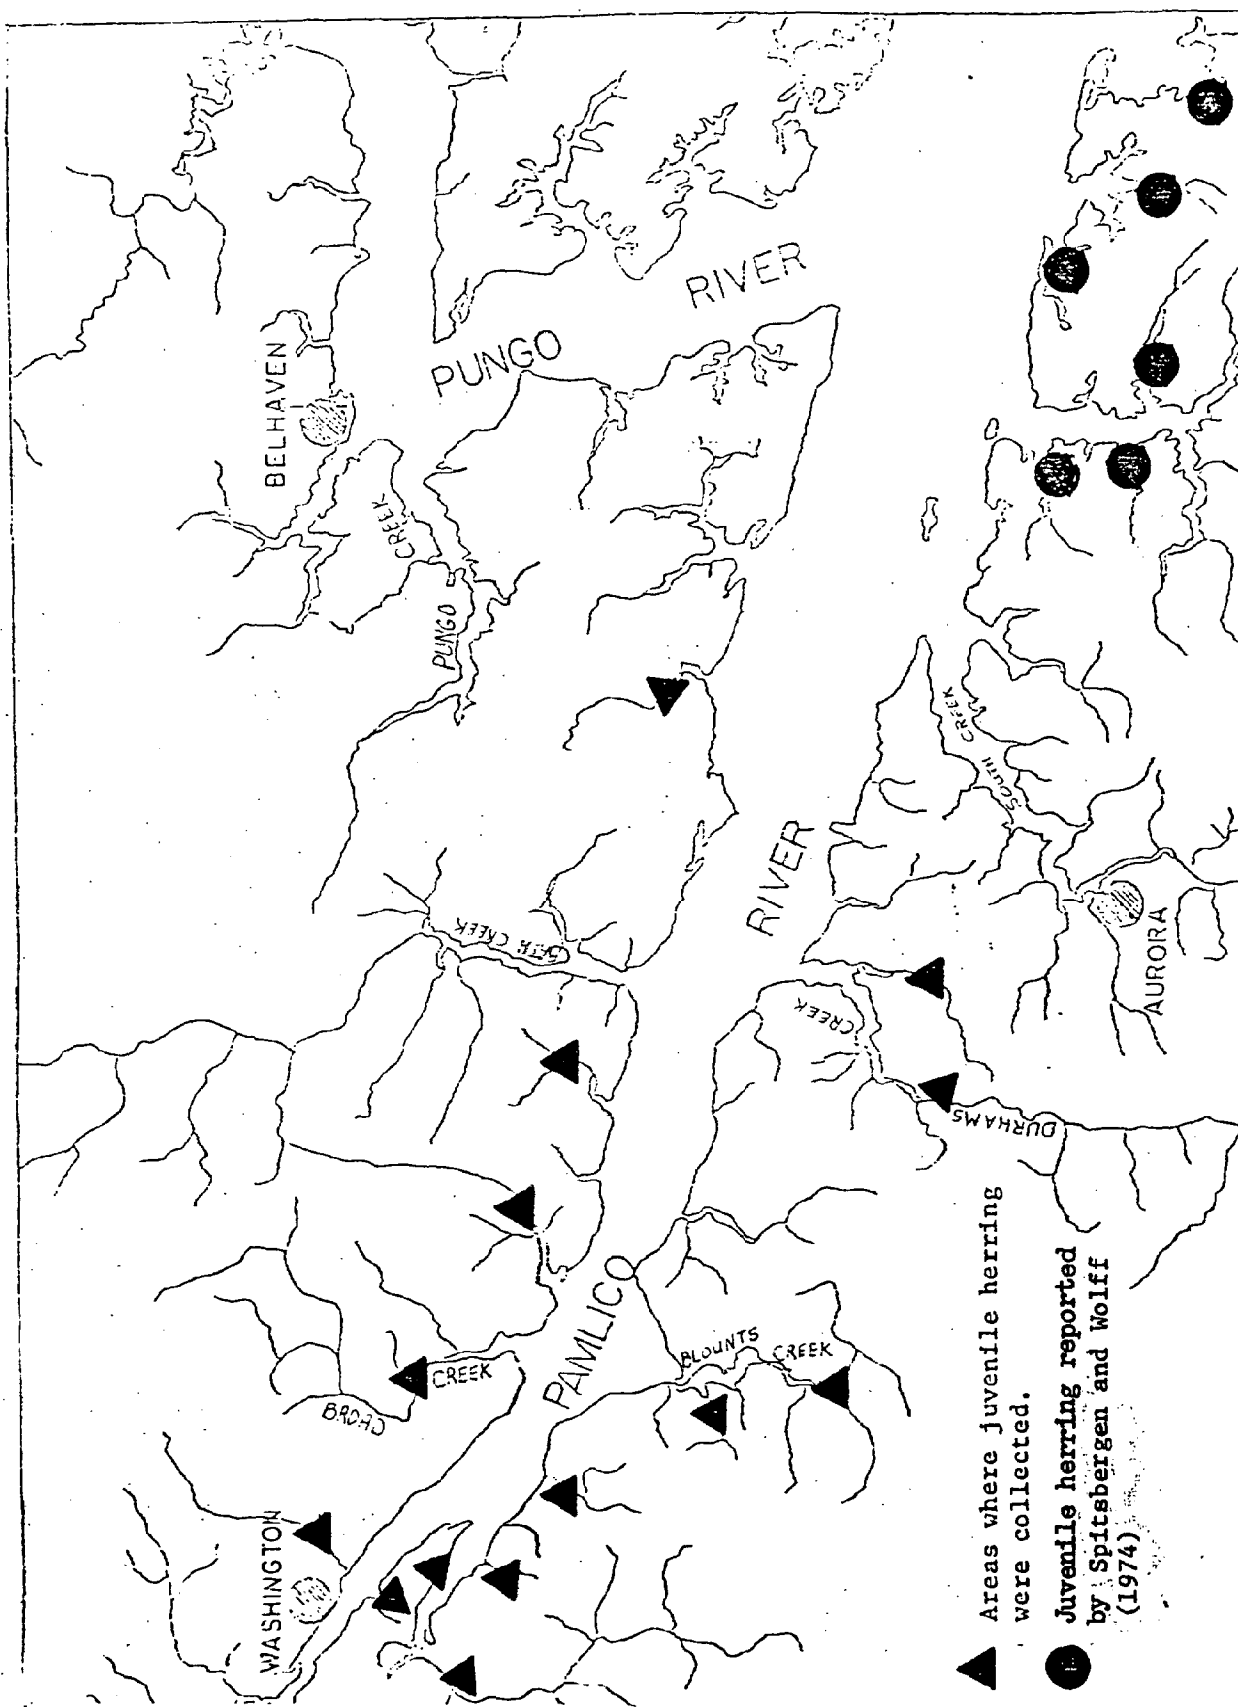 WASHINGTON
BROAD
CREEK
BELHAVEN
PUNGO
CREEK
PUNGO
RIVER
PAMLICO
RIVER
BLOUNTS
CREEK
DURHAMS
CREEK
SOUTH CREEK
AURORA
Areas where juvenile herring
were collected.
Juvenile herring reported
by Spitsbergen and Wolff
(1974)